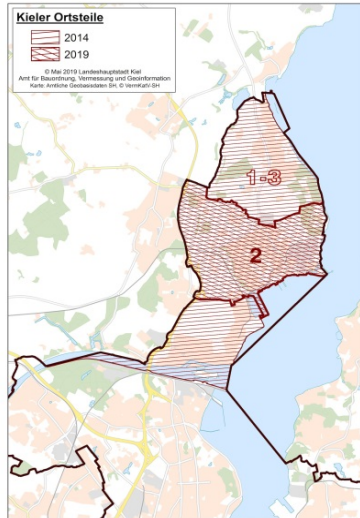 Kieler Ortsteile
2014
2019
© Mai 2019 Landeshauptstadt Kiel
Amt für Bauordnung, Vermessung und Geoinformation
Karte: Amtliche Geobasisdaten SH, © VermKatV-SH
1-3
2